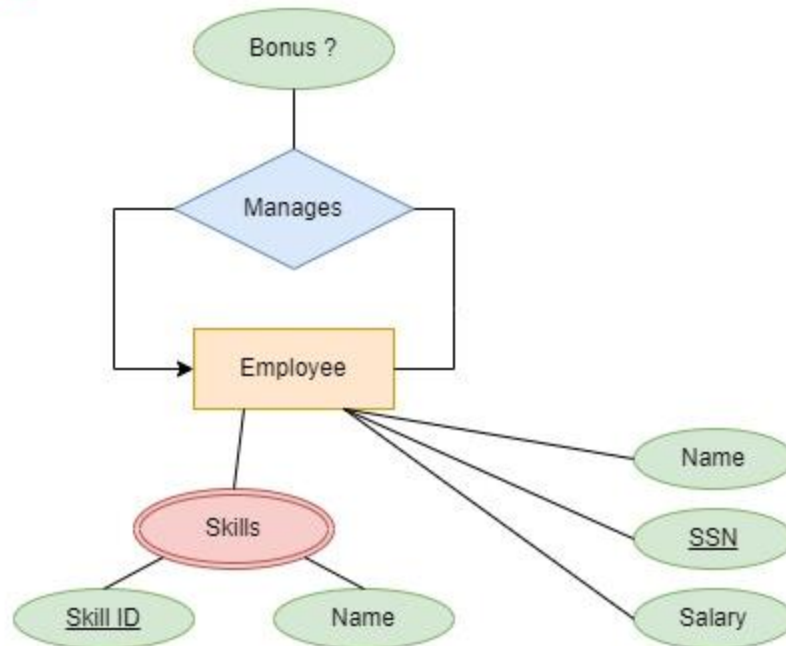 Bonus ?
Manages
Employee
Name
Skills
SSN
Skill ID
Name
Salary